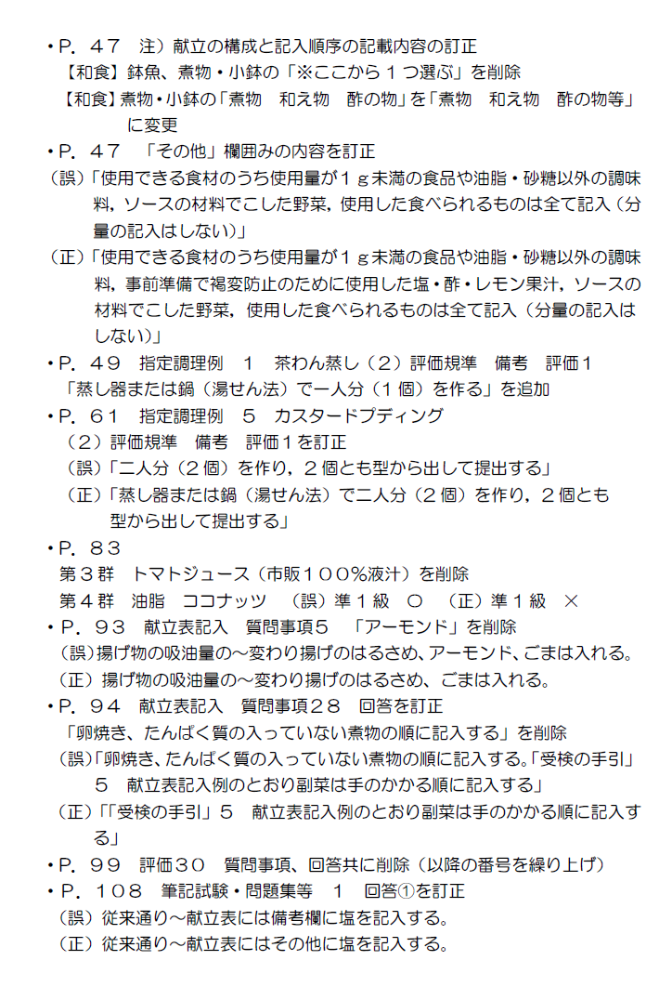 ・P．４７　注）献立の構成と記入順序の記載内容の訂正
【和食】鉢魚、煮物・小鉢の「※ここから１つ選ぶ」を削除
【和食】煮物・小鉢の「煮物　和え物　酢の物」を「煮物　和え物　酢の物等」
に変更
・P．４７　「その他」欄囲みの内容を訂正
（誤）「使用できる食材のうち使用量が１ｇ未満の食品や油脂・砂糖以外の調味
料，ソースの材料でこした野菜，使用した食べられるものは全て記入（分
量の記入はしない）」
（正）「使用できる食材のうち使用量が１ｇ未満の食品や油脂・砂糖以外の調味
料，事前準備で褐変防止のために使用した塩・酢・レモン果汁，ソースの
材料でこした野菜，使用した食べられるものは全て記入（分量の記入は
しない）」
・P．４９　指定調理例　１　茶わん蒸し（２）評価規準　備考　評価１
「蒸し器または鍋（湯せん法）で一人分（１個）を作る」を追加
・P．６１　指定調理例　５　カスタードプディング
（２）評価規準　備考　評価１を訂正
（誤）「二人分（２個）を作り，２個とも型から出して提出する」
（正）「蒸し器または鍋（湯せん法）で二人分（２個）を作り，２個とも
型から出して提出する」
・P．８３
第３群　トマトジュース（市販１００％液汁）を削除
第４群　油脂　ココナッツ　（誤）準１級　〇　（正）準１級　×
・P．９３　献立表記入　質問事項５　「アーモンド」を削除
（誤）揚げ物の吸油量の～変わり揚げのはるさめ、アーモンド、ごまは入れる。
（正）揚げ物の吸油量の～変わり揚げのはるさめ、ごまは入れる。
・P．９４　献立表記入　質問事項２８　回答を訂正
「卵焼き、たんぱく質の入っていない煮物の順に記入する」を削除
（誤）「卵焼き、たんぱく質の入っていない煮物の順に記入する。「受検の手引」
５　献立表記入例のとおり副菜は手のかかる順に記入する」
（正）「「受検の手引」５　献立表記入例のとおり副菜は手のかかる順に記入す
る」
・P．９９　評価３０　質問事項、回答共に削除（以降の番号を繰り上げ）
・P．１０８　筆記試験・問題集等　１　回答①を訂正
（誤）従来通り～献立表には備考欄に塩を記入する。
（正）従来通り～献立表にはその他に塩を記入する。